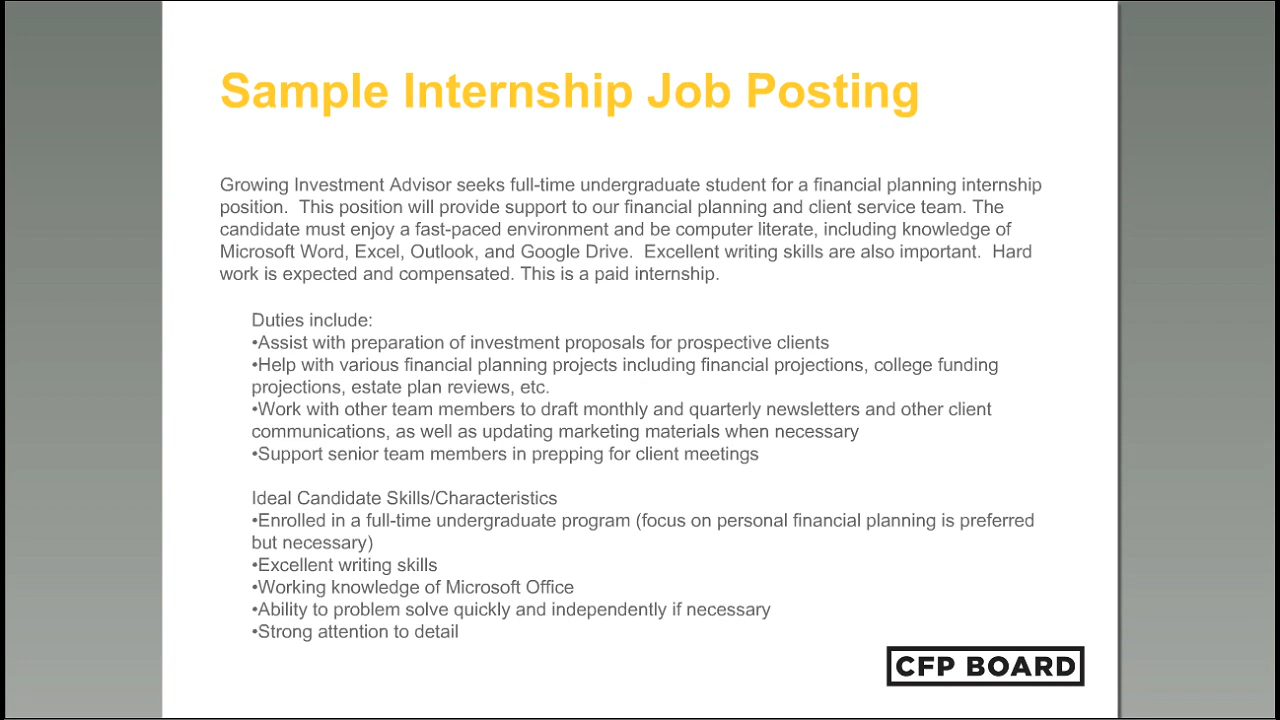 Sample Internship Job Posting
Growing Investment Advisor seeks full-time undergraduate student for a financial planning internship
position.  This position will provide support to our financial planning and client service team. The
candidate must enjoy a fast-paced environment and be computer literate, including knowledge of
Microsoft Word, Excel, Outlook, and Google Drive.  Excellent writing skills are also important.  Hard
work is expected and compensated. This is a paid internship.
Duties include:
•Assist with preparation of investment proposals for prospective clients
•Help with various financial planning projects including financial projections, college funding
projections, estate plan reviews, etc.
•Work with other team members to draft monthly and quarterly newsletters and other client
communications, as well as updating marketing materials when necessary
•Support senior team members in prepping for client meetings
Ideal Candidate Skills/Characteristics
•Enrolled in a full-time undergraduate program (focus on personal financial planning is preferred
but necessary)
•Excellent writing skills
•Working knowledge of Microsoft Office
•Ability to problem solve quickly and independently if necessary
•Strong attention to detail
CFP BOARD